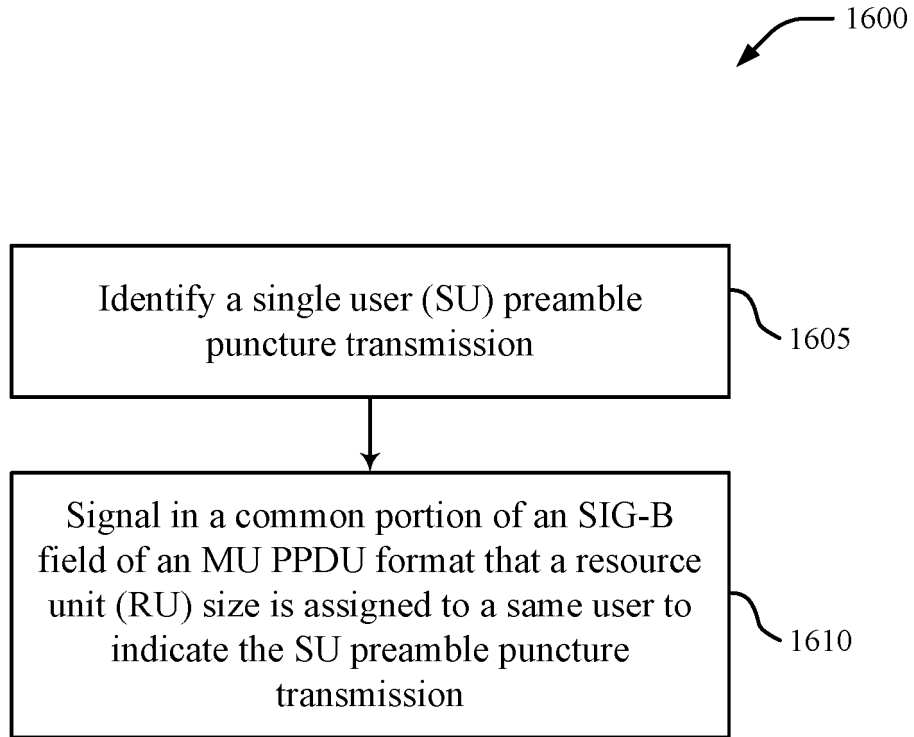 1600
Identify a single user (SU) preamble
puncture transmission
1605
Signal in a common portion of an SIG-B
field of an MU PPDU format that a resource
unit (RU) size is assigned to a same user to
indicate the SU preamble puncture
transmission
1610